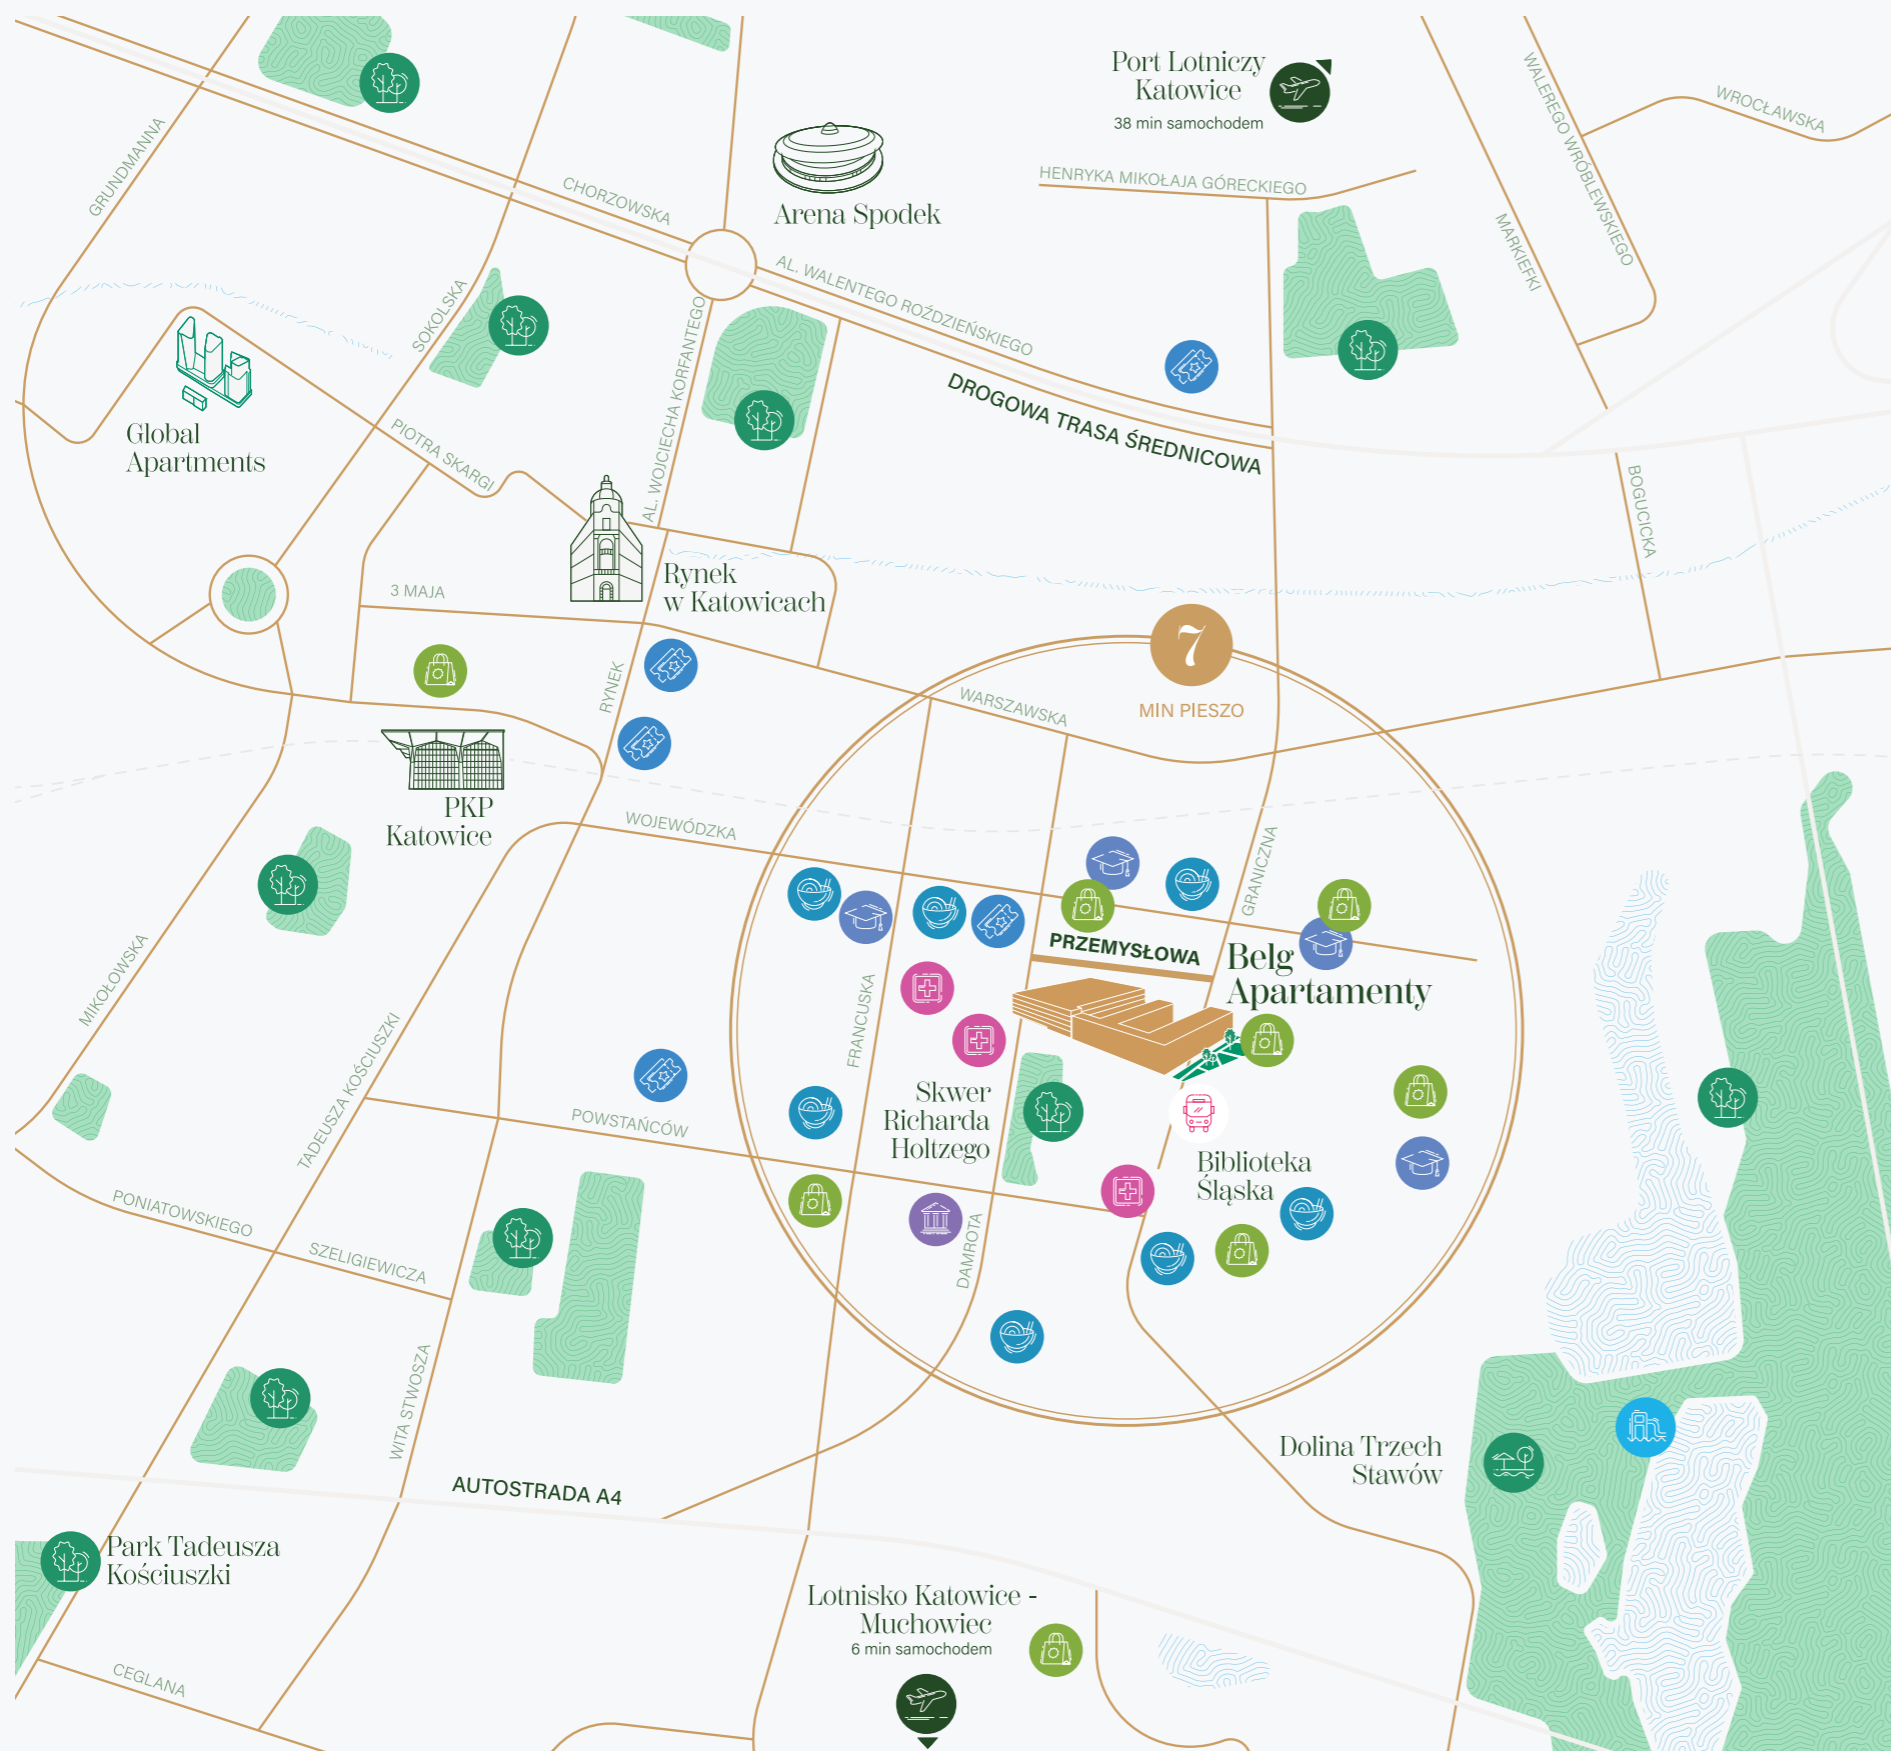 Port Lotniczy
Katowice
38 min samochodem
WALEREGO WRÓBLEWSKIEGO
WROCŁAWSKA
GRUNDMANNA
CHORZOWSKA
Arena Spodek
HENRYKA MIKOŁAJA GÓRECKIEGO
MARKIEFKI
SOKOLSKA
AL. WALENTEGO ROŹDZIEŃSKIEGO
AL. WOJCIECHA KORFANTEGO
DROGOWA TRASA ŚREDNICOWA
Global
Apartments
PIOTRA SKARGI
BOGUCICKA
Rynek
w Katowicach
3 MAJA
7
MIN PIESZO
RYNEK
WARSZAWSKA
PKP
Katowice
WOJEWÓDZKA
GRANICZNA
PRZEMYSŁOWA
Belg
Apartamenty
MIKOŁOWSKA
FRANCUSKA
TADEUSZA KOŚCIUSZKI
Skwer
Richarda
Holtzego
POWSTAŃCÓW
Biblioteka
Śląska
PONIATOWSKIEGO
SZELIGIEWICZA
DAMROTA
WITA STWOSZA
Dolina Trzech
Stawów
AUTOSTRADA A4
Park Tadeusza
Kościuszki
Lotnisko Katowice -
Muchowiec
6 min samochodem
CEGLANA